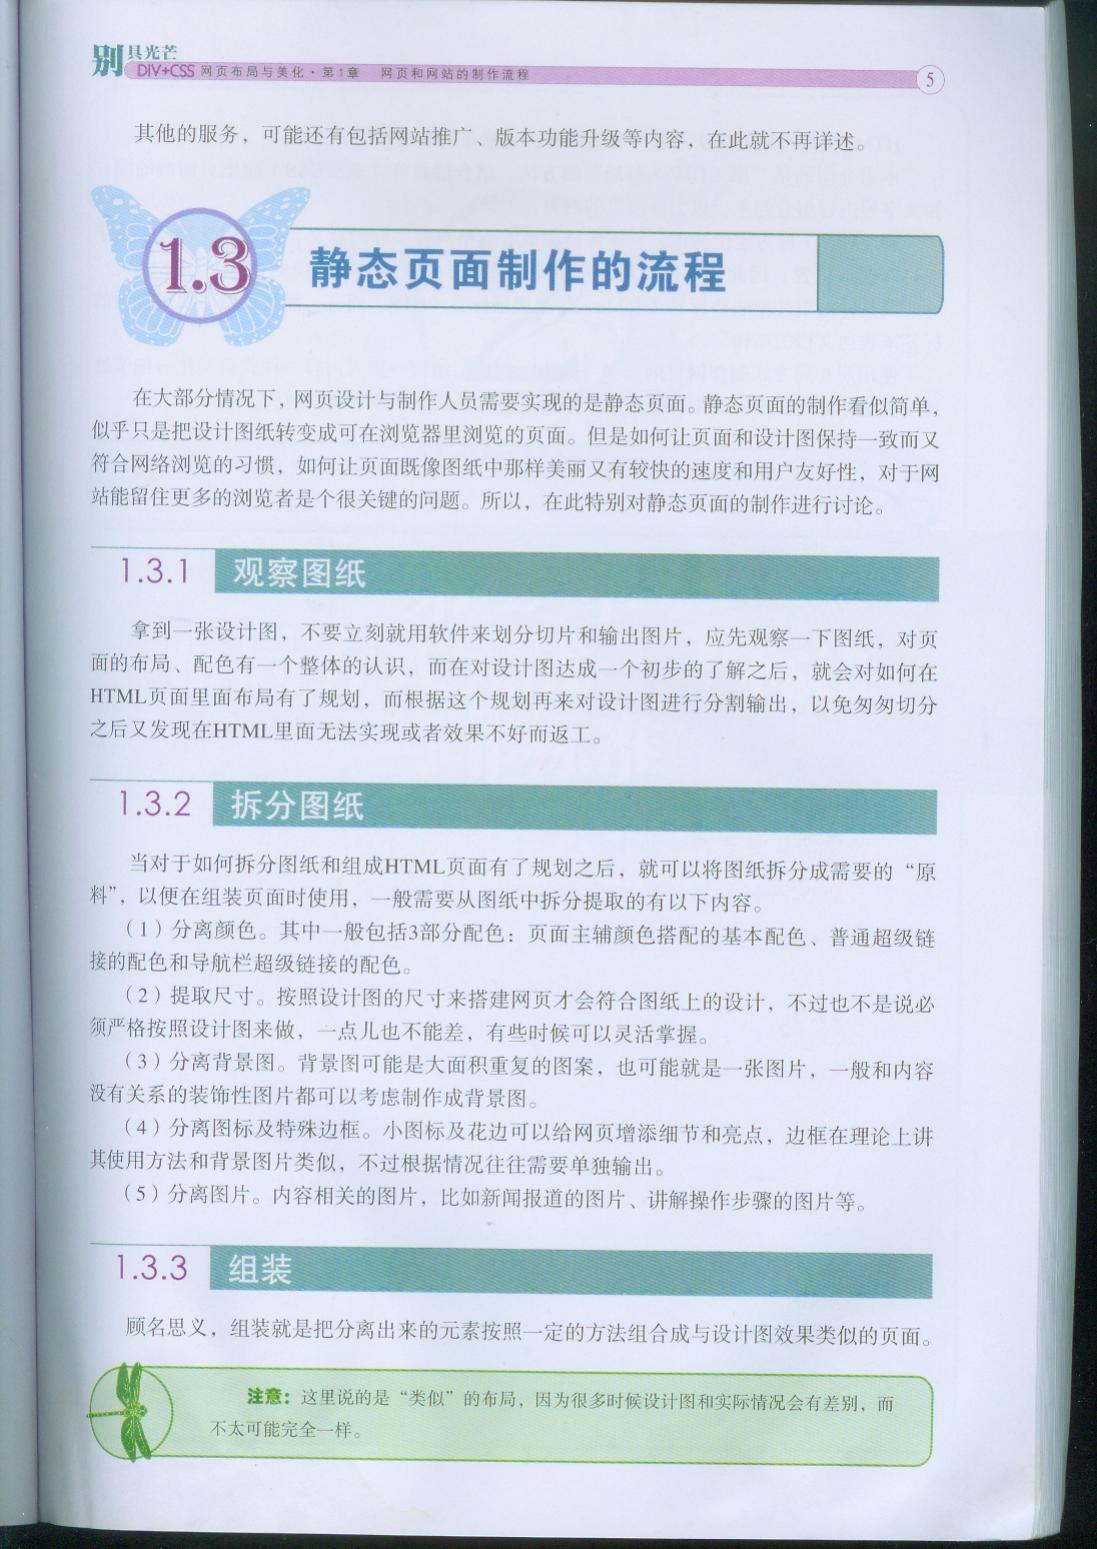 别具光芒
DIV+CSS 网页布局与美化·第1章 网页和网站的制作流程
5
其他的服务，可能还有包括网站推广、版本功能升级等内容，在此就不再详述。
1.3 静态页面制作的流程
在大部分情况下，网页设计与制作人员需要实现的是静态页面。静态页面的制作看似简单，
似乎只是把设计图纸转变成可在浏览器里浏览的页面。但是如何让页面和设计图保持一致而又
符合网络浏览的习惯，如何让页面既像图纸中那样美丽又有较快的速度和用户友好性，对于网
站能留住更多的浏览者是个很关键的问题。所以，在此特别对静态页面的制作进行讨论。
1.3.1 观察图纸
拿到一张设计图，不要立刻就用软件来划分切片和输出图片，应先观察一下图纸，对页
面的布局、配色有一个整体的认识，而在对设计图达成一个初步的了解之后，就会对如何在
HTML页面里面布局有了规划，而根据这个规划再来对设计图进行分割输出，以免匆匆切分
之后又发现在HTML里面无法实现或者效果不好而返工。
1.3.2 拆分图纸
当对于如何拆分图纸和组成HTML页面有了规划之后，就可以将图纸拆分成需要的“原
料”，以便在组装页面时使用，一般需要从图纸中拆分提取的有以下内容。
（1）分离颜色。其中一般包括3部分配色：页面主辅颜色搭配的基本配色、普通超级链
接的配色和导航栏超级链接的配色。
（2）提取尺寸。按照设计图的尺寸来搭建网页才会符合图纸上的设计，不过也不是说必
须严格按照设计图来做，一点儿也不能差，有些时候可以灵活掌握。
（3）分离背景图。背景图可能是大面积重复的图案，也可能就是一张图片，一般和内容
没有关系的装饰性图片都可以考虑制作成背景图。
（4）分离图标及特殊边框。小图标及花边可以给网页增添细节和亮点，边框在理论上讲
其使用方法和背景图片类似，不过根据情况往往需要单独输出。
（5）分离图片。内容相关的图片，比如新闻报道的图片、讲解操作步骤的图片等。
1.3.3 组装
顾名思义，组装就是把分离出来的元素按照一定的方法组合成与设计图效果类似的页面。
注意：这里说的是“类似”的布局，因为很多时候设计图和实际情况会有差别，而
不太可能完全一样。